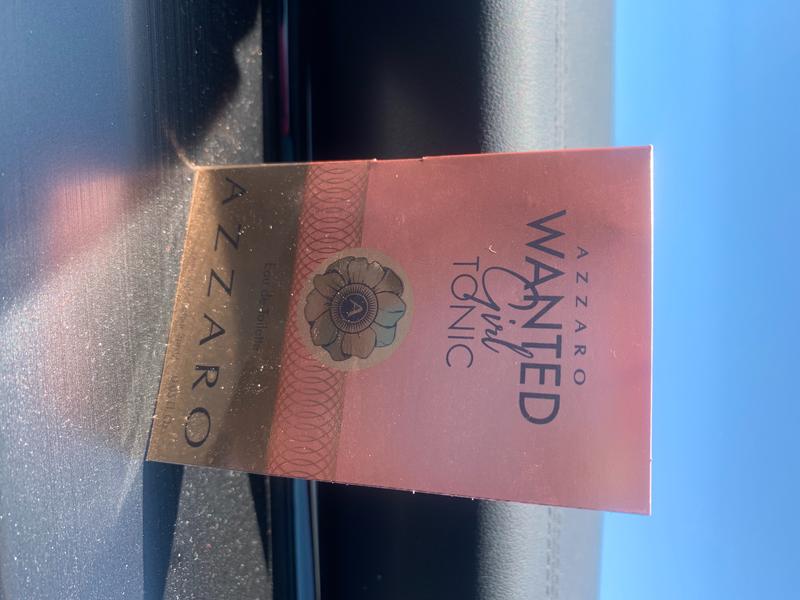 AZZARO
WANTED
Girl
TONIC
A
Eau de Toilette
AZZARO